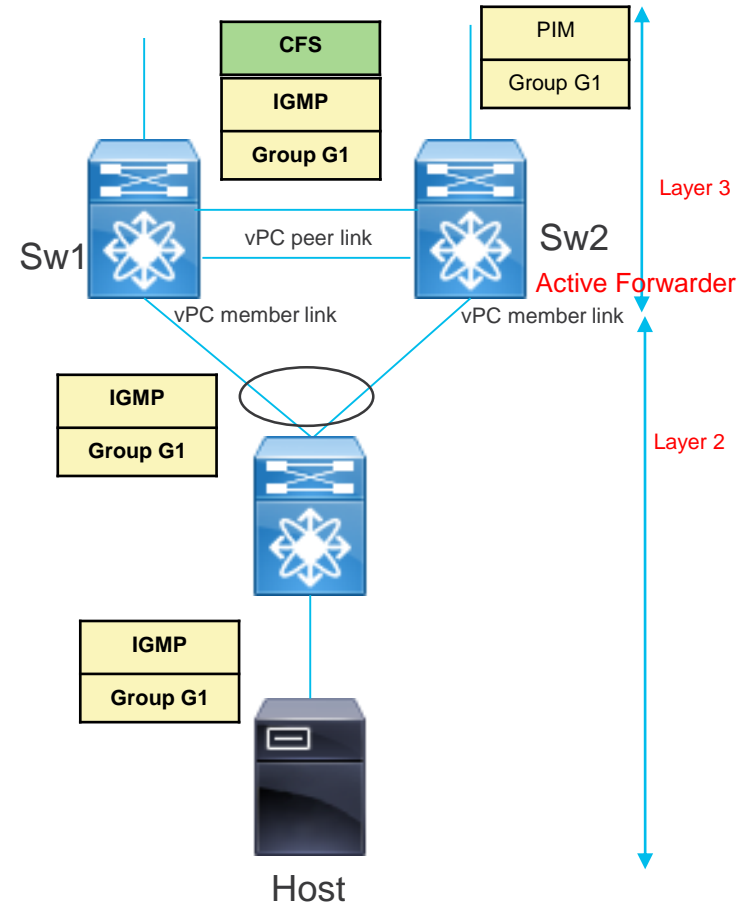 CFS
IGMP
Group G1
PIM
Group G1
Layer 3
vPC peer link
Sw1
Sw2
Active Forwarder
vPC member link
vPC member link
IGMP
Group G1
Layer 2
IGMP
Group G1
Host